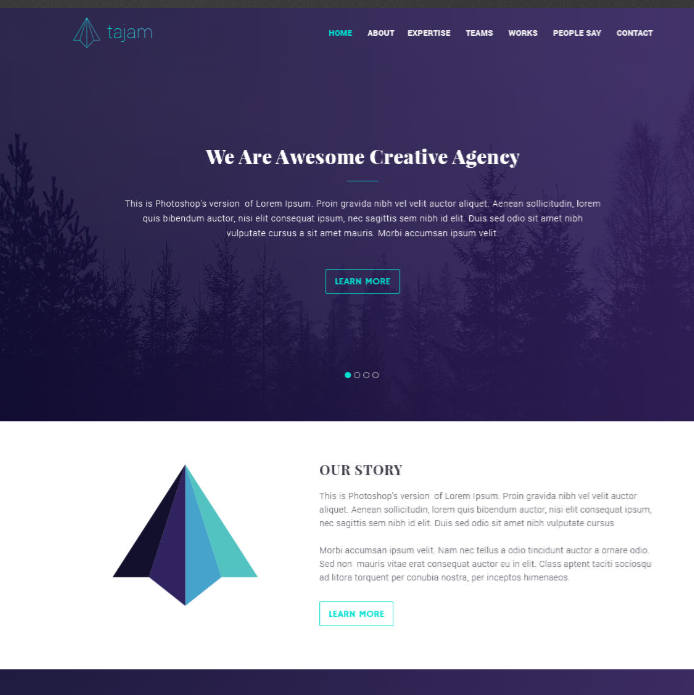 tajam
HOME ABOUT EXPERTISE TEAMS WORKS PEOPLE SAY CONTACT
We Are Awesome Creative Agency
This is Photoshop's version of Lorem Ipsum. Proin gravida nibh vel velit auctor aliquet. Aenean sollicitudin, lorem
quis bibendum auctor, nisi elit consequat ipsum, nec sagittis sem nibh id elit. Duis sed odio sit amet nibh
vulputate cursus a sit amet mauris. Morbi accumsan ipsum velit.
LEARN MORE
OUR STORY
This is Photoshop's version of Lorem Ipsum. Proin gravida nibh vel velit auctor
aliquet. Aenean sollicitudin, lorem quis bibendum auctor, nisi elit consequat ipsum,
nec sagittis sem nibh id elit. Duis sed odio sit amet nibh vulputate cursus
Morbi accumsan ipsum velit. Nam nec tellus a odio tincidunt auctor a ornare odio.
Sed non mauris vitae erat consequat auctor eu in elit. Class aptent taciti sociosqu
ad litora torquent per conubia nostra, per inceptos himenaeos.
LEARN MORE